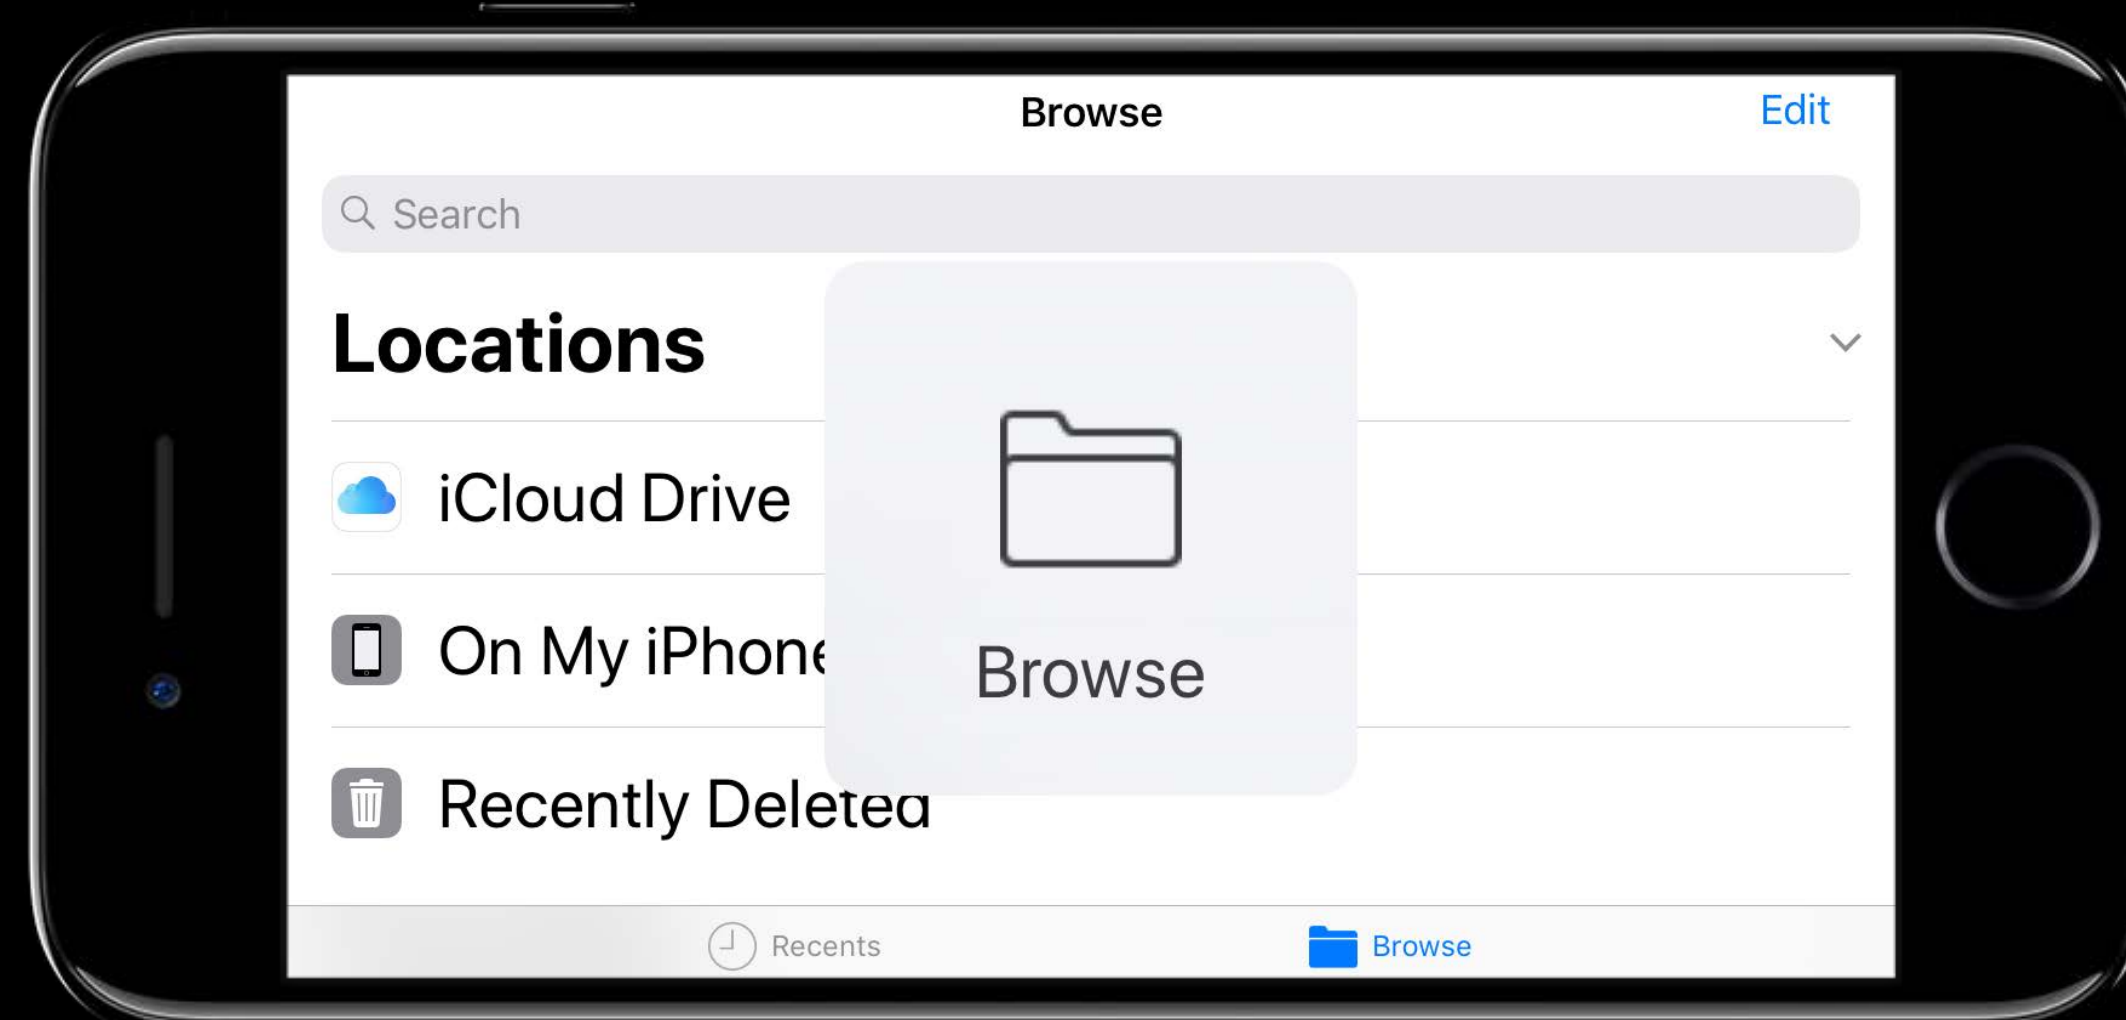 Browse
Edit
Search
Locations
iCloud Drive
On My iPhone
Browse
Recently Deleted
Recents
Browse